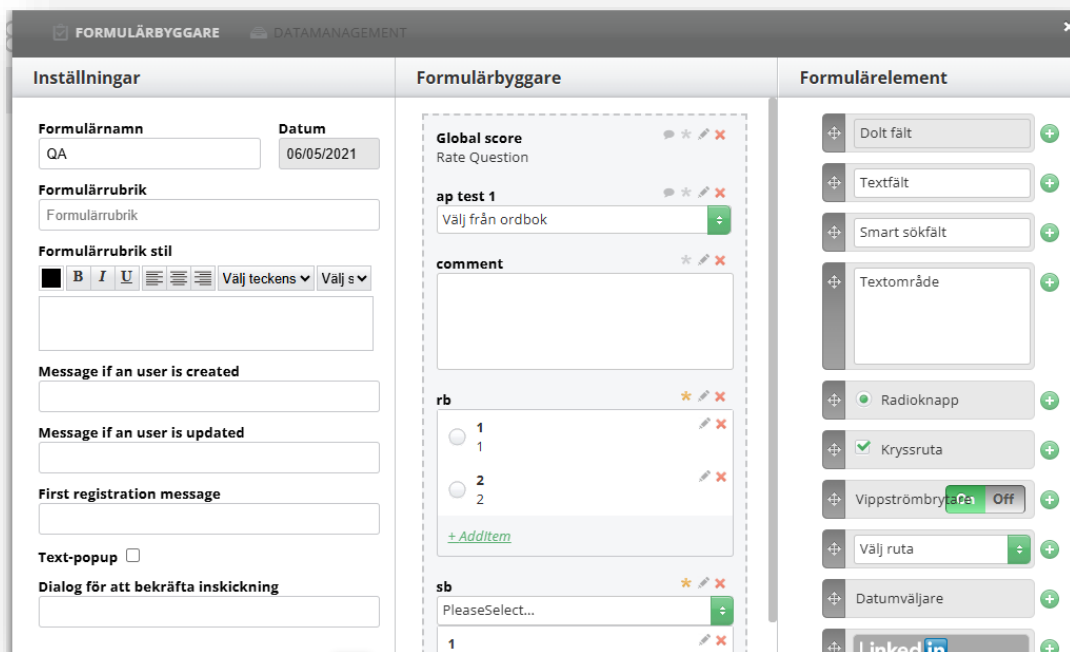 FORMULÄRBYGGARE
DATAMANAGEMENT
Inställningar
Formulärnamn
Datum
QA
06/05/2021
Formulärrubrik
Formulärrubrik
Formulärrubrik stil
B I U Välj teckens Välj s
Message if an user is created
Message if an user is updated
First registration message
Text-popup
Dialog för att bekräfta inskickning
Formulärbyggare
Global score
Rate Question
ap test 1
Välj från ordbok
comment
rb
1
1
2
2
+ AddItem
sb
PleaseSelect...
1
Formulärelement
Dolt fält
Textfält
Smart sökfält
Textområde
Radioknapp
Kryssruta
Vippströmbrytare On Off
Välj ruta
Datumväljare
Linked in